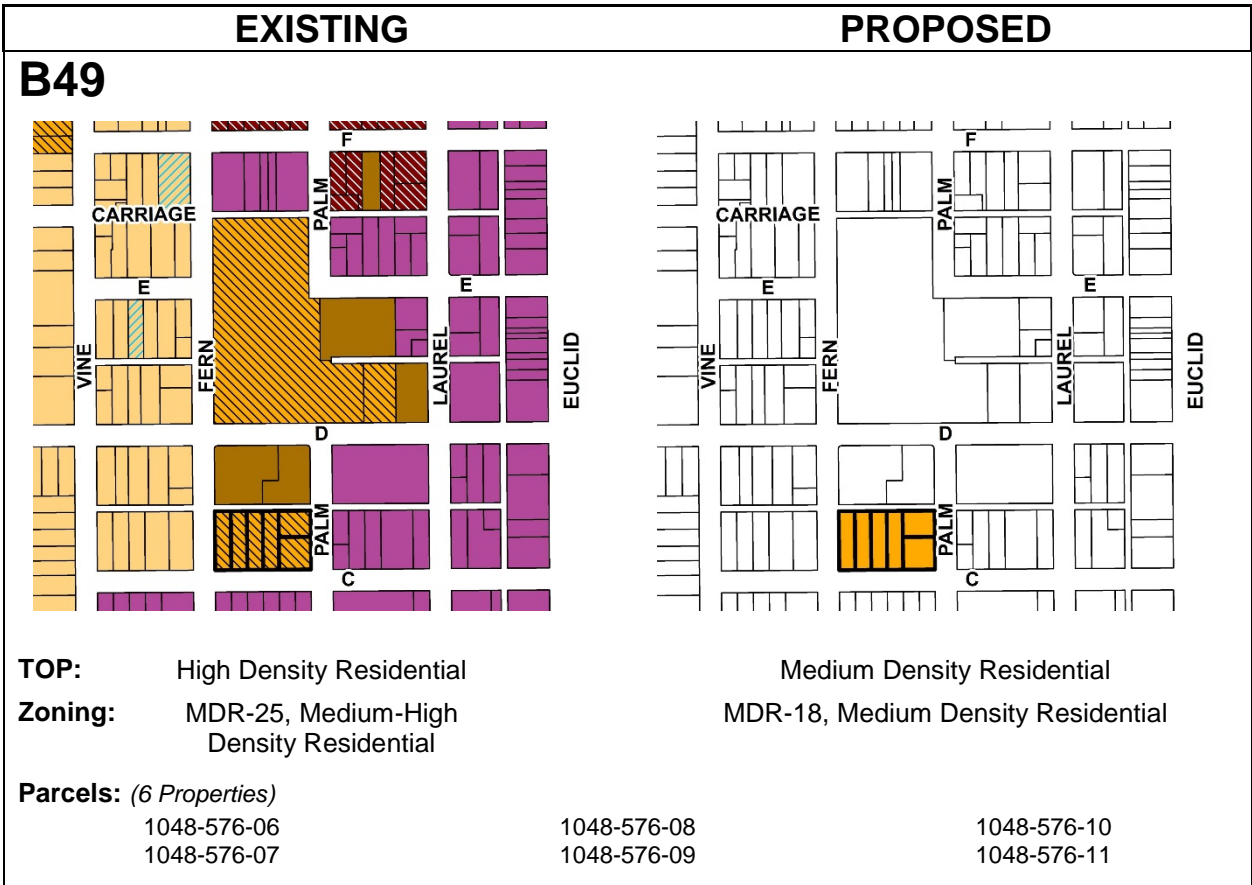 EXISTING
PROPOSED
B49
F
PALM
CARRIAGE
E
E
VINE
FERN
LAUREL
EUCLID
D
PALM
C
F
PALM
CARRIAGE
E
E
VINE
FERN
LAUREL
EUCLID
D
PALM
C
TOP: High Density Residential Medium Density Residential
Zoning: MDR-25, Medium-High MDR-18, Medium Density Residential
Density Residential
Parcels: (6 Properties)
1048-576-06 1048-576-08 1048-576-10
1048-576-07 1048-576-09 1048-576-11